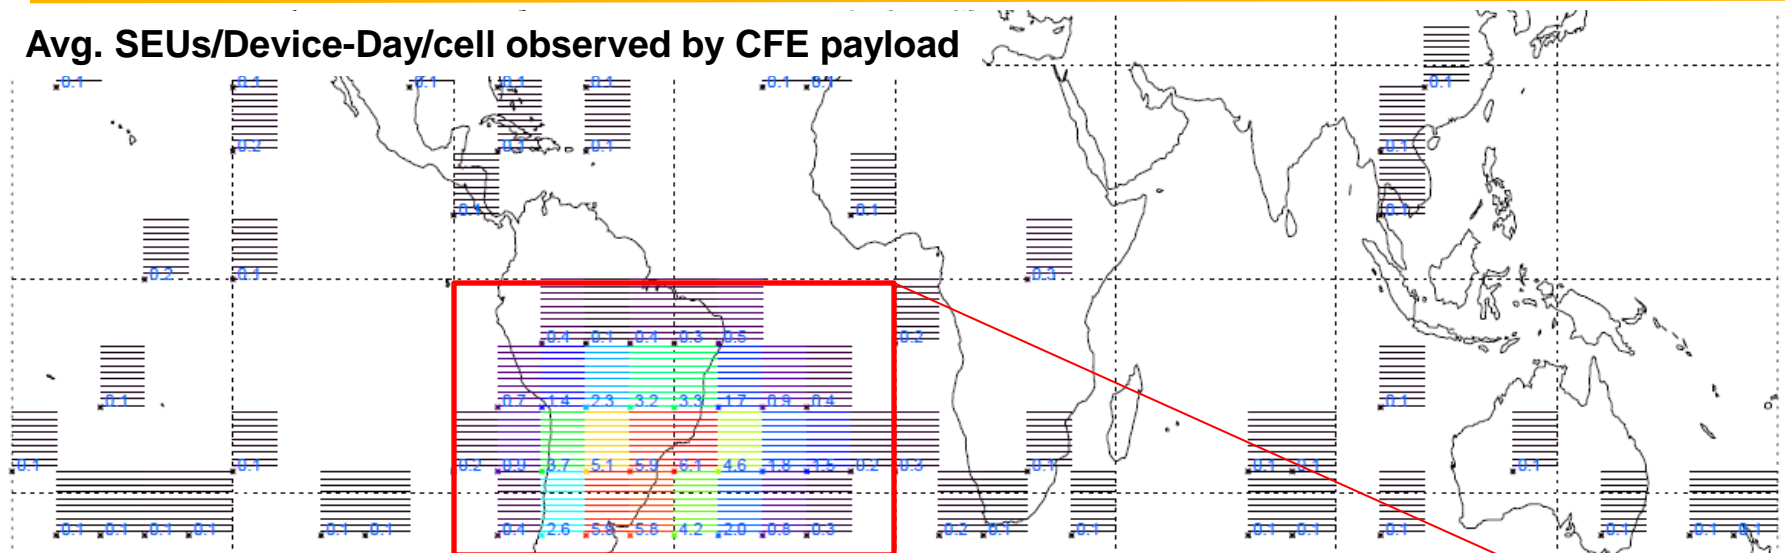 Avg. SEUs/Device-Day/cell observed by CFE payload
0.1 0.1 0.1 0.1 0.1 0.1 0.1 0.1
0.2 0.1 0.1 0.1
0.1 0.1 0.1
0.2 0.1 0.3
0.4 0.1 0.4 0.3 0.5 0.2
0.1 0.7 1.4 2.3 3.2 3.3 1.7 0.9 0.4 0.1
0.1 0.1 0.2 0.9 3.7 5.1 5.9 6.1 4.6 1.8 1.5 0.2 0.3 0.1 0.1 0.1 0.1
0.1 0.1 0.1 0.1 0.1 0.1 0.4 2.6 5.9 5.8 4.2 2.0 0.8 0.3 0.2 0.1 0.1 0.1 0.1 0.1 0.1 0.1 0.1